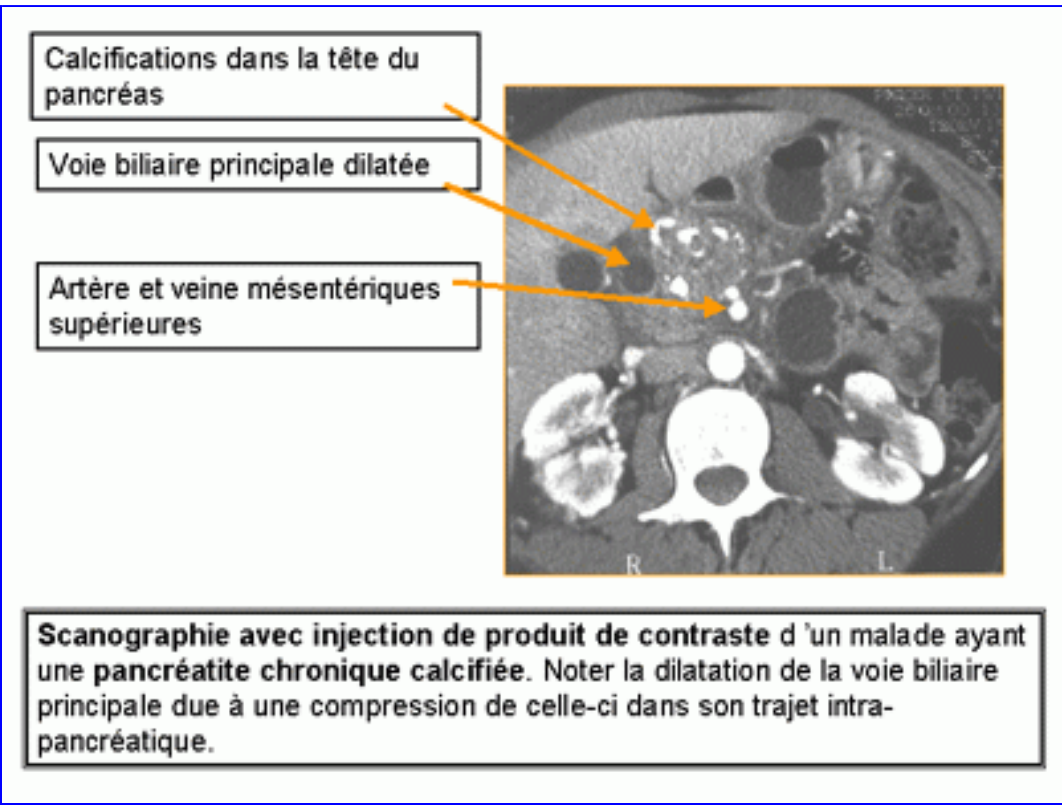 Calcifications dans la tête du
pancréas
Voie biliaire principale dilatée
Artère et veine mésentériques
supérieures
R
L
Scanographie avec injection de produit de contraste d 'un malade ayant
une pancréatite chronique calcifiée. Noter la dilatation de la voie biliaire
principale due à une compression de celle-ci dans son trajet intra-
pancréatique.